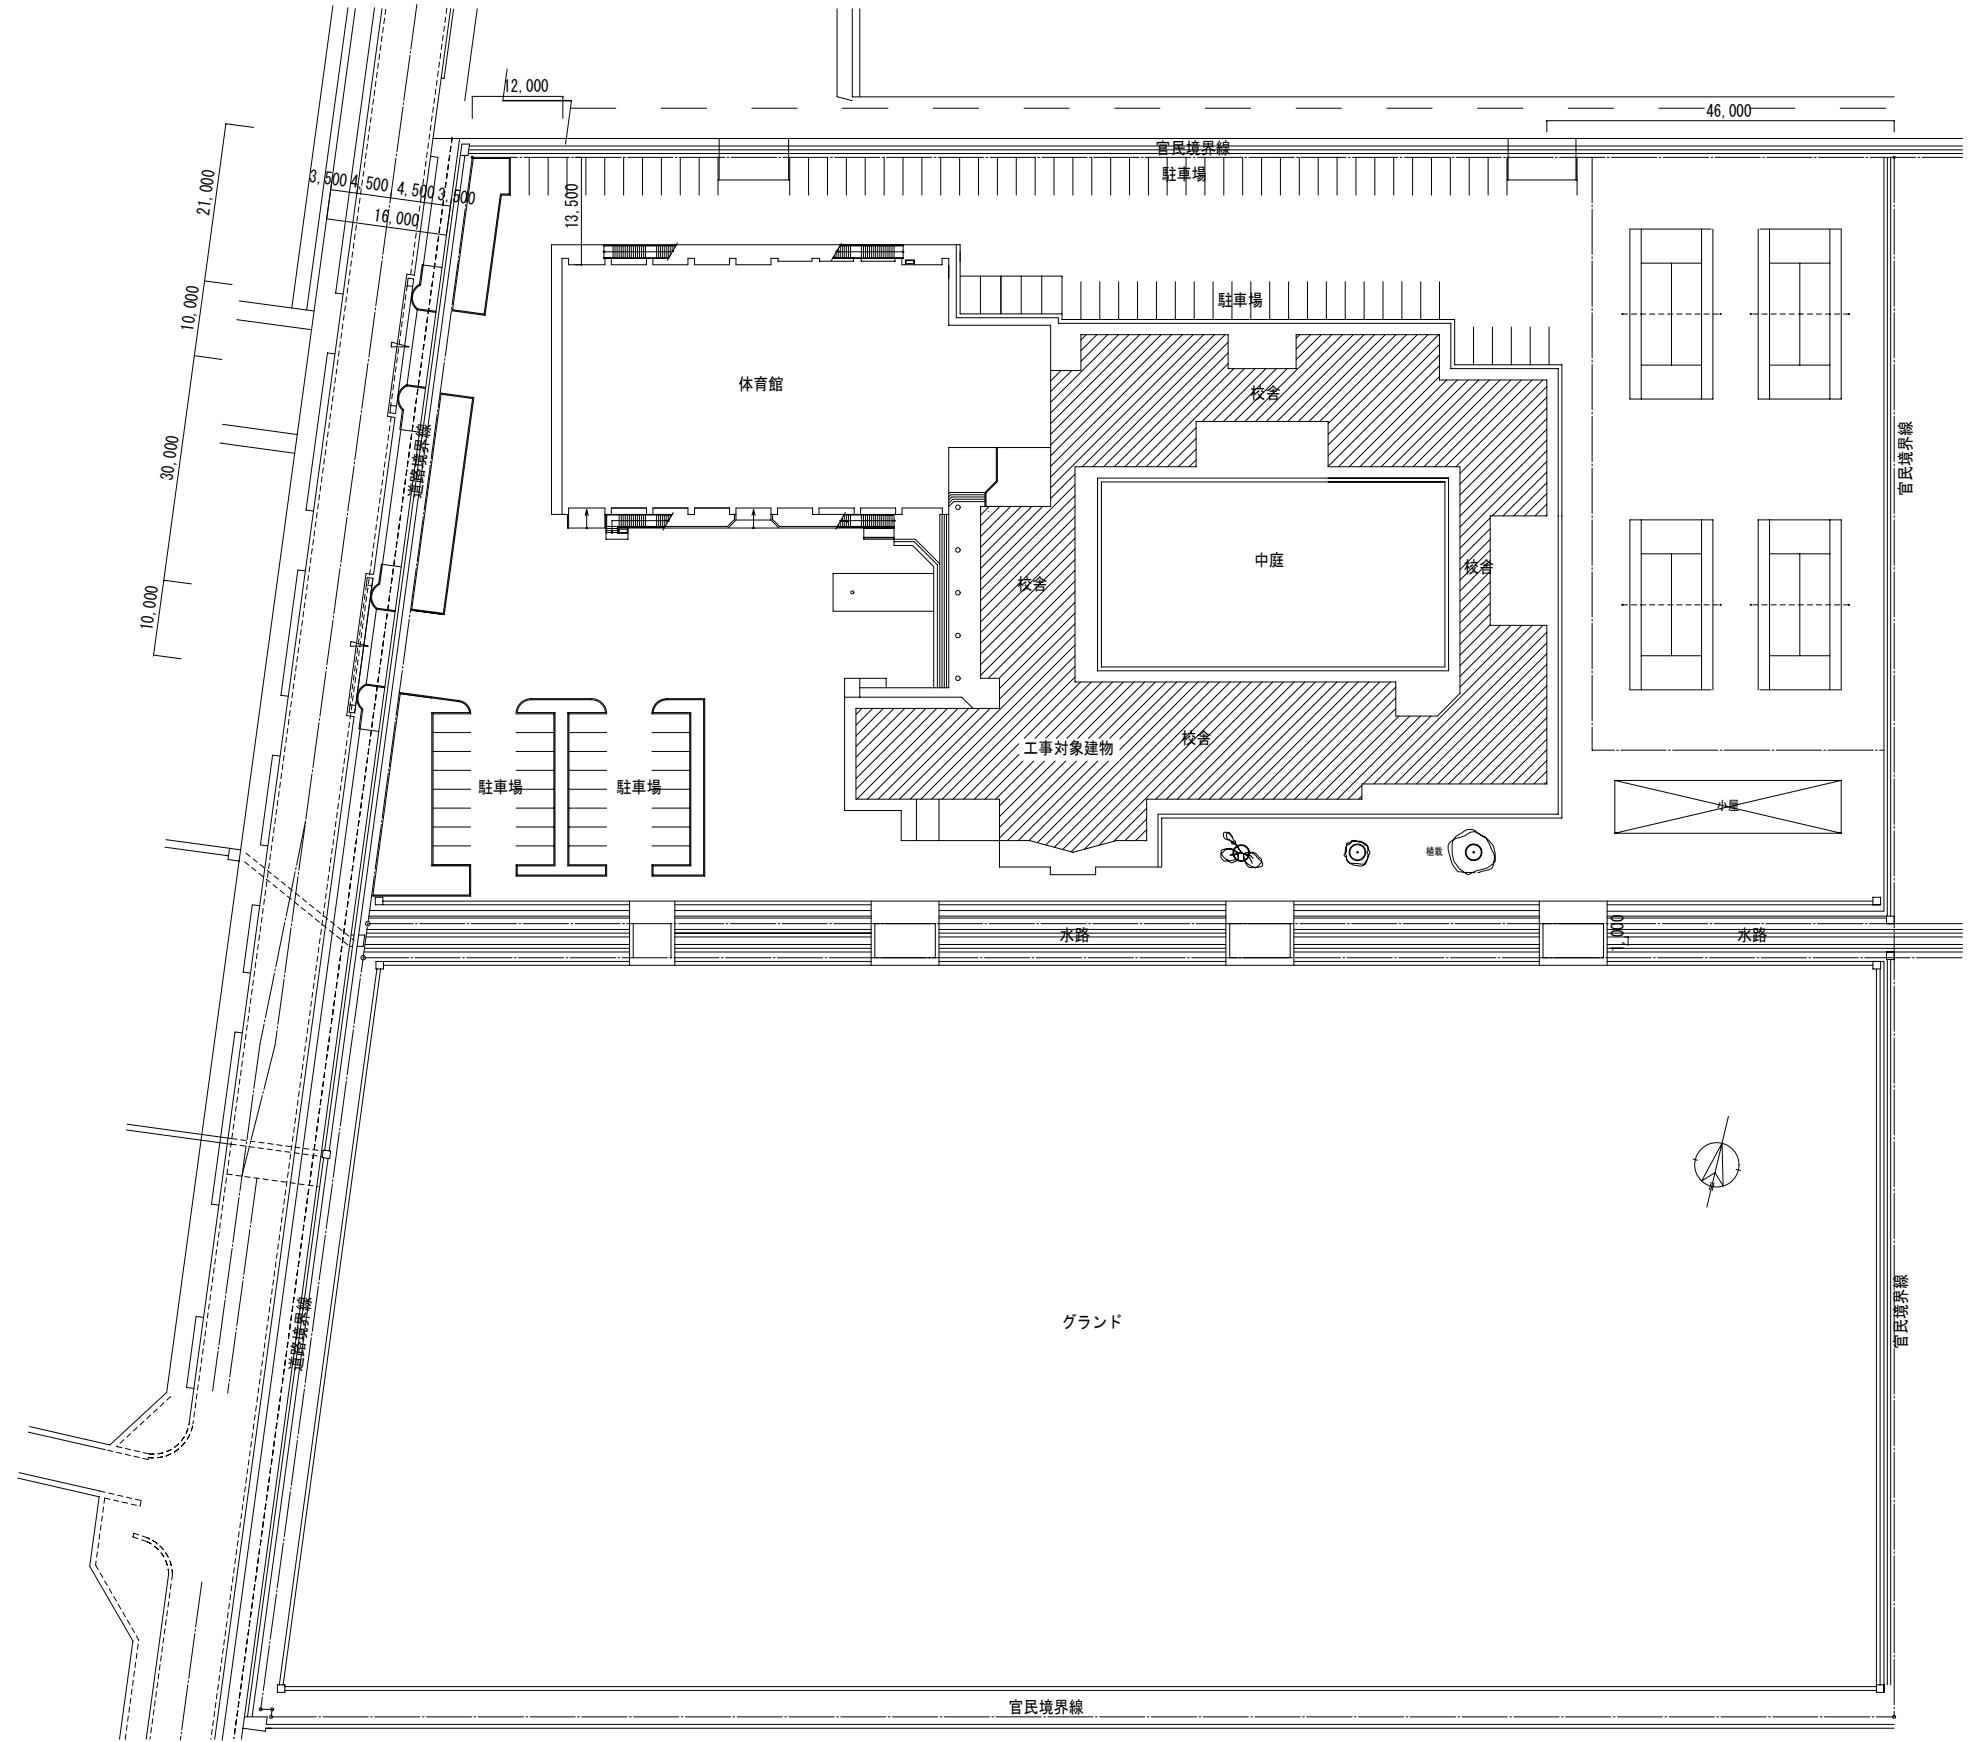 12,000
46,000
官民境界線
駐車場
21,000
3,500
4,500
4,500
3,500
16,000
13,500
10,000
駐車場
体育館
校舎
道路境界線
30,000
官民境界線
中庭
校舎
校舎
10,000
工事対象建物
校舎
駐車場
駐車場
小屋
植栽
水路
1,000
水路
グランド
道路境界線
官民境界線
官民境界線